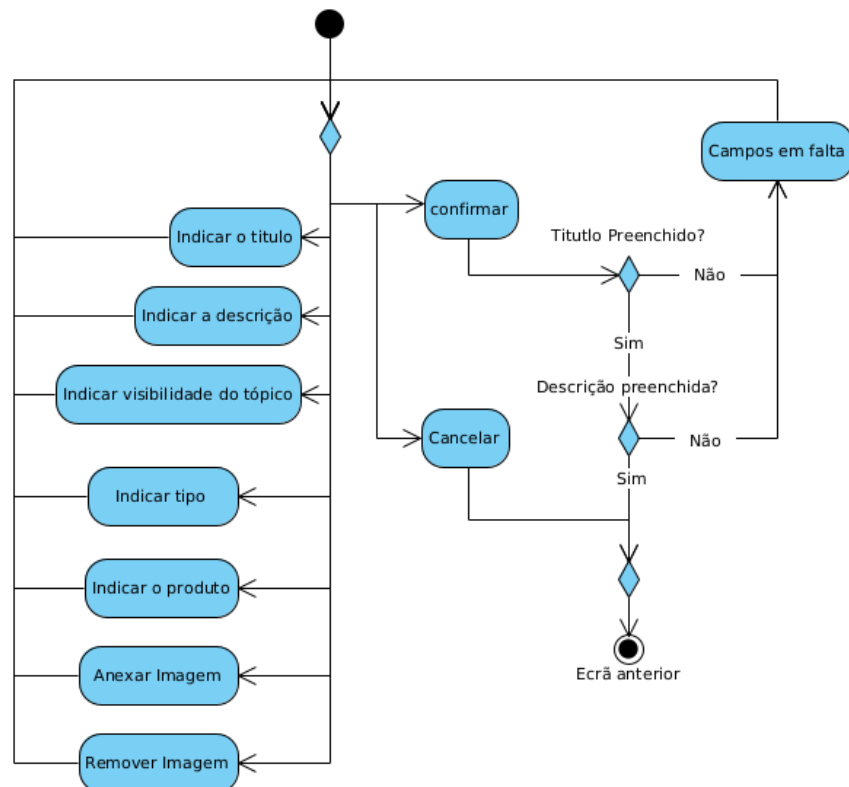 Campos em falta
confirmar
Indicar o titulo
Titutlo Preenchido?
Não
Indicar a descrição
Sim
Indicar visibilidade do tópico
Descrição preenchida?
Cancelar
Não
Sim
Indicar tipo
Indicar o produto
Anexar Imagem
Ecrã anterior
Remover Imagem